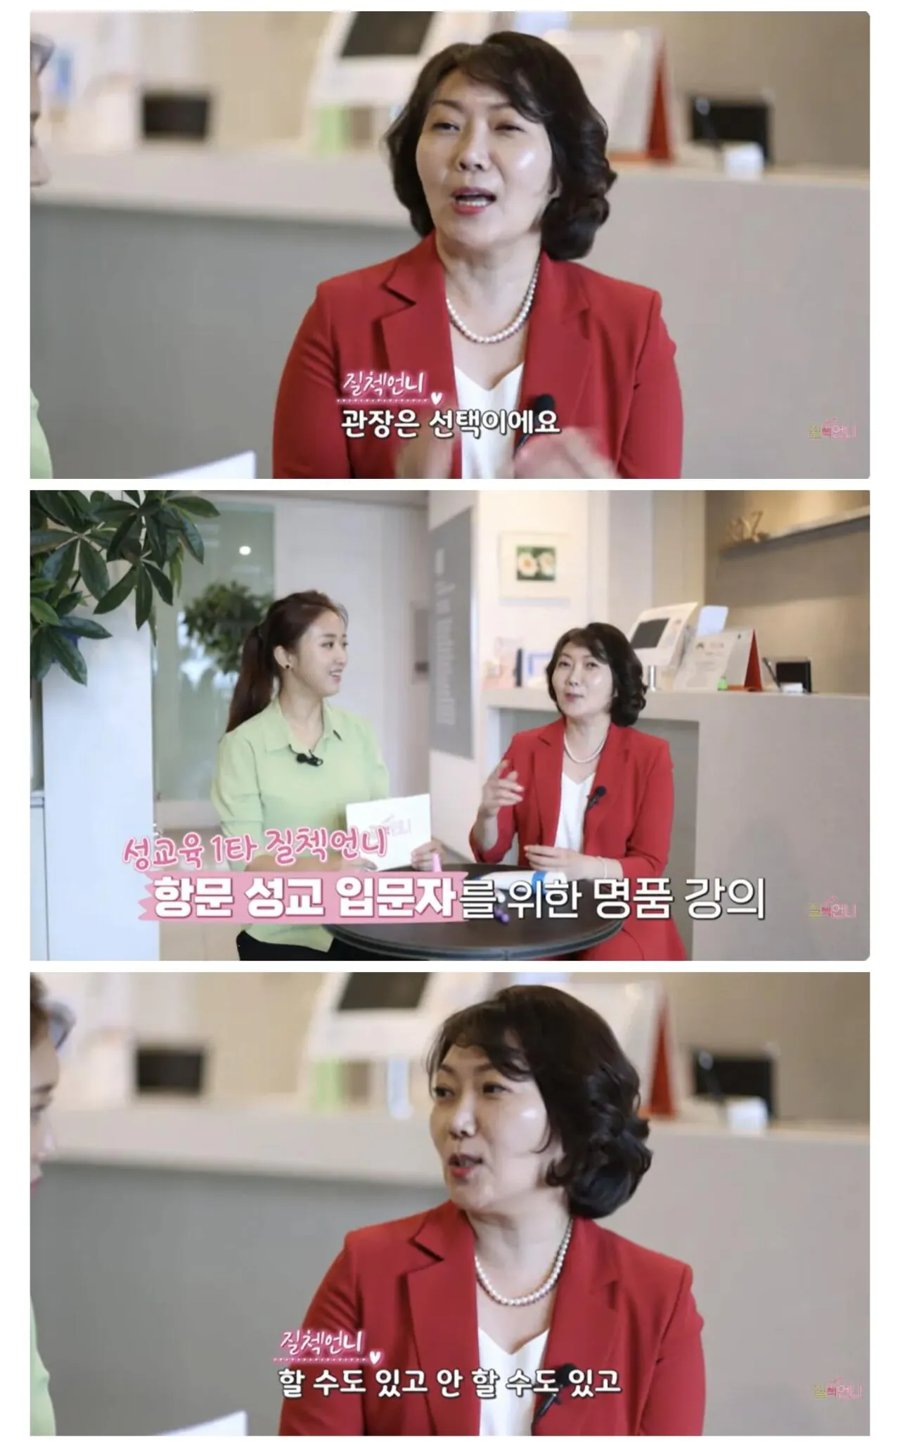 질첵언니
관장은 선택이에요
성교육 1타 질첵언니
항문 성교 입문자를 위한 명품 강의
질첵언니
할 수도 있고 안 할 수도 있고